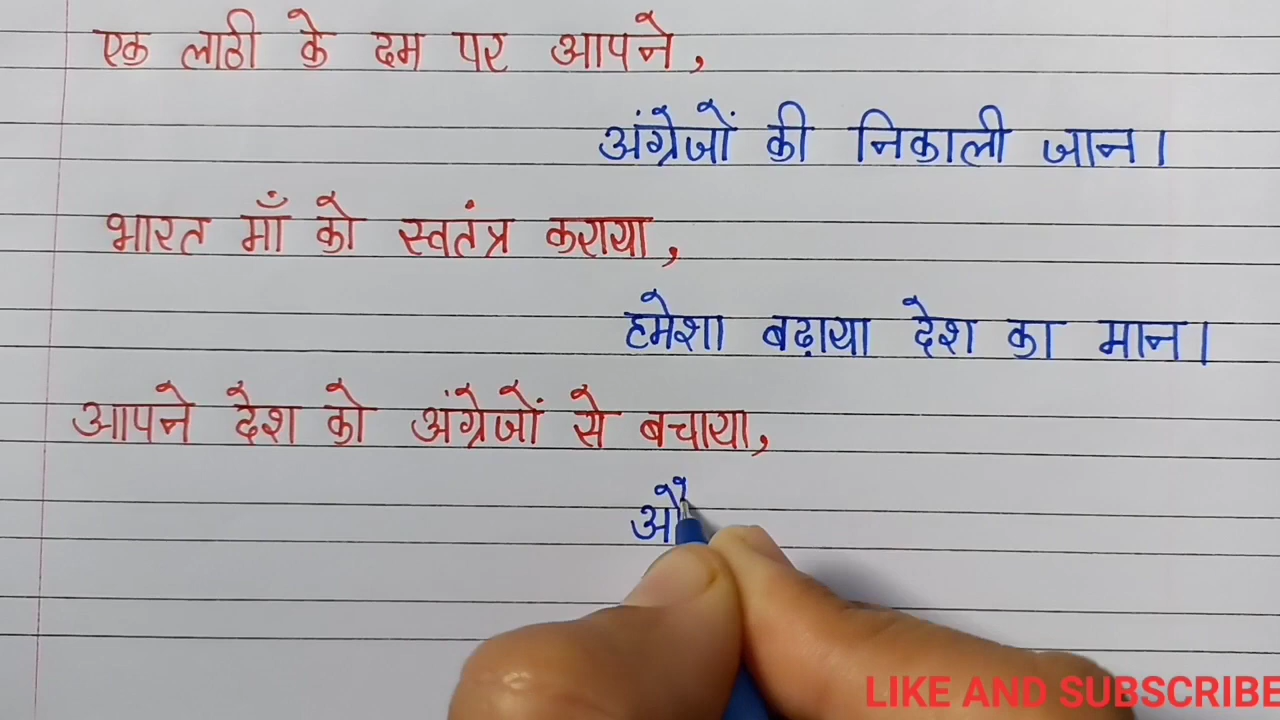 एक लाठी के दम पर आपने,
अंग्रेजों की निकाली जान।
भारत माँ को स्वतंत्र कराया,
हमेशा बढ़ाया देश का मान।
आपने देश को अंग्रेजों से बचाया,
औ
LIKE AND SUBSCRIBE